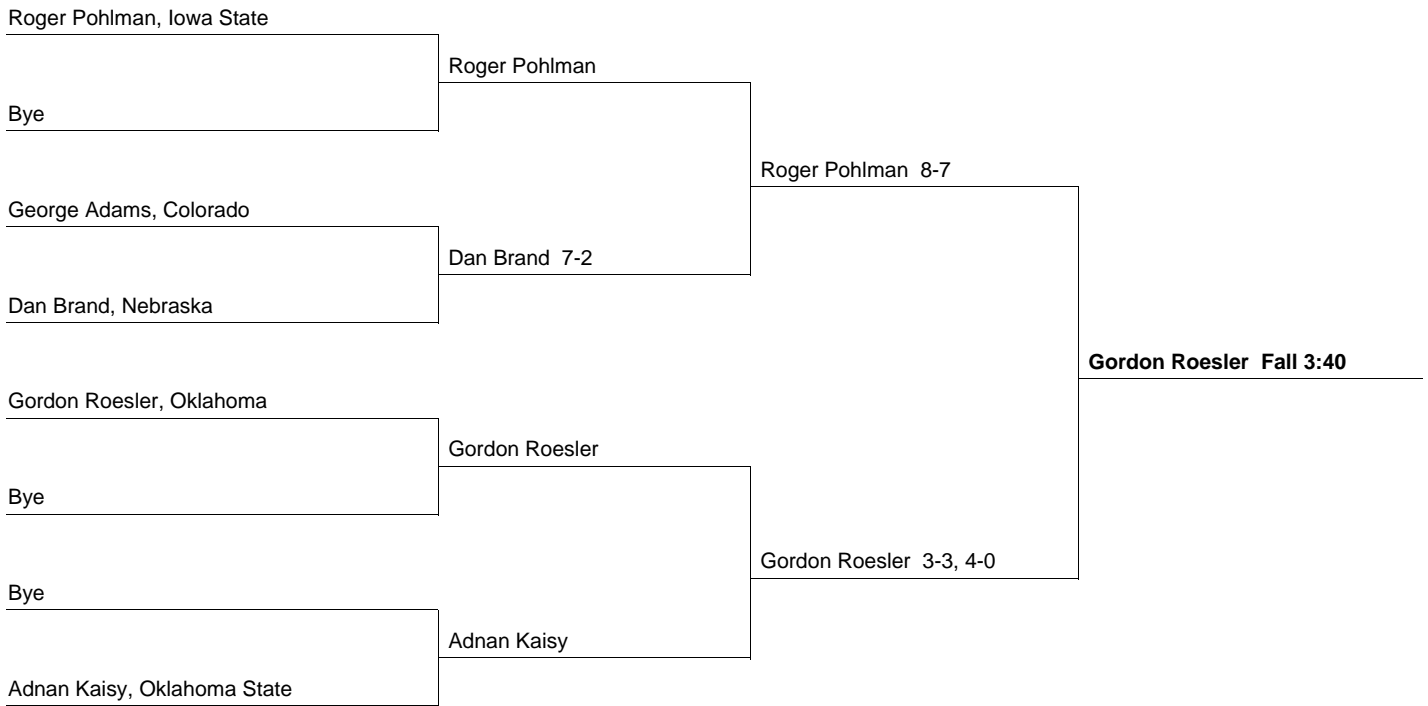 Roger Pohlman, Iowa State
Roger Pohlman
Bye
Roger Pohlman 8-7
George Adams, Colorado
Dan Brand 7-2
Dan Brand, Nebraska
Gordon Roesler Fall 3:40
Gordon Roesler, Oklahoma
Gordon Roesler
Bye
Gordon Roesler 3-3, 4-0
Bye
Adnan Kaisy
Adnan Kaisy, Oklahoma State